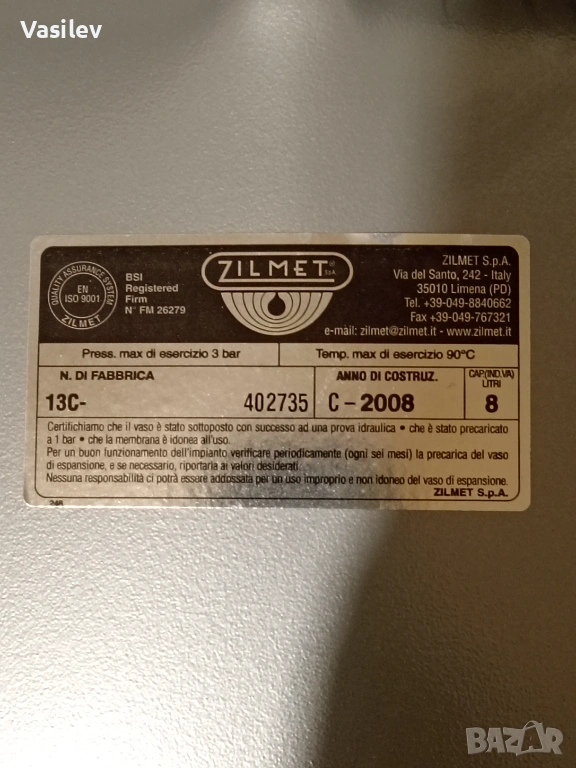 Vasilev
QUALITY ASSURANCE SYSTEM
EN
ISO 9001
ZILMET
BSI
Registered
Firm
N° FM 26279
ZILMET® SpA
ZILMET S.p.A.
Via del Santo, 242 - Italy
35010 Limena (PD)
Tel. +39-049-8840662
Fax +39-049-767321
e-mail: zilmet@zilmet.it - www.zilmet.it
Press. max di esercizio 3 bar
Temp. max di esercizio 90°C
N. DI FABBRICA
ANNO DI COSTRUZ.
CAP.(IND.VA)
LITRI
13C- 402735
C-2008
8
Certifichiamo che il vaso è stato sottoposto con successo ad una prova idraulica • che è stato precaricato
a 1 bar • che la membrana è idonea all'uso.
Per un buon funzionamento dell'impianto verificare periodicamente (ogni sei mesi) la precarica del vaso
di espansione, e se necessario, riportarla ai valori desiderati.
Nessuna responsabilità ci potrà essere addossata per un uso improprio e non idoneo del vaso di espansione.
ZILMET S.p.A.
BAZAR